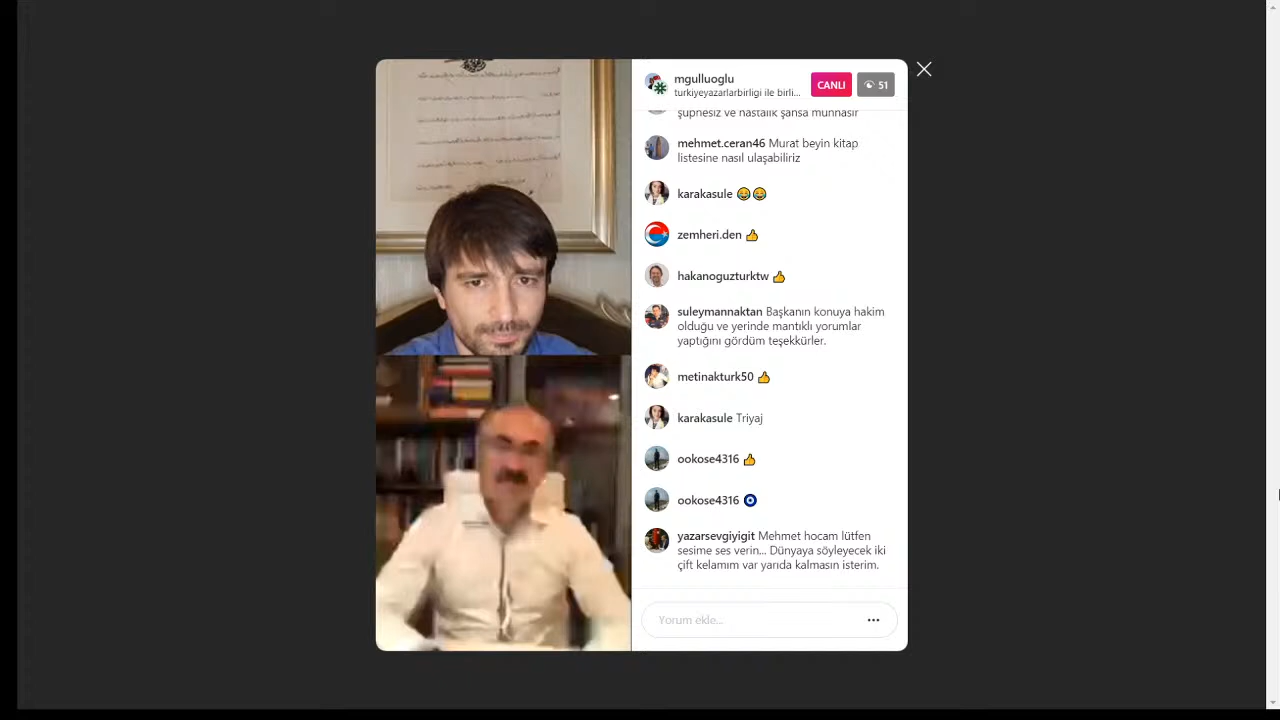 mgulluoglu
turkiyeyazarlarbirligi ile birli...
CANLI
51
şüphesiz ve hastalık şansa münhasır
mehmet.ceran46 Murat beyin kitap
listesine nasıl ulaşabiliriz
karakasule 😂😂
zemheri.den 👍
hakanoguzturktw 👍
suleymannaktan Başkanın konuya hakim
olduğu ve yerinde mantıklı yorumlar
yaptığını gördüm teşekkürler.
metinakturk50 👍
karakasule Triyaj
ookose4316 👍
ookose4316 🧿
yazarsevgiyigit Mehmet hocam lütfen
sesime ses verin... Dünyaya söyleyecek iki
çift kelamım var yarıda kalmasın isterim.
Yorum ekle...